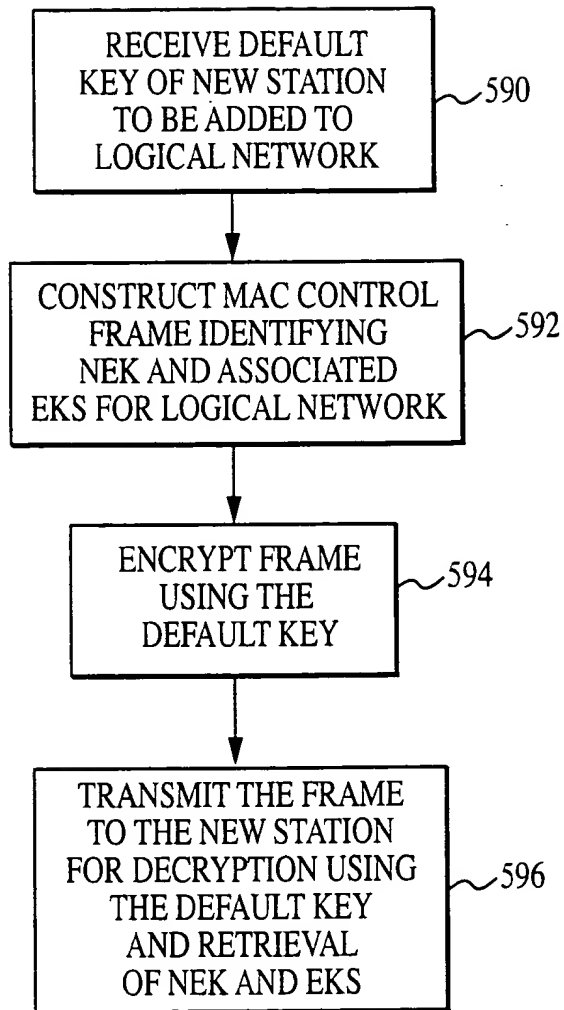 RECEIVE DEFAULT
KEY OF NEW STATION
TO BE ADDED TO
LOGICAL NETWORK
590
CONSTRUCT MAC CONTROL
FRAME IDENTIFYING
NEK AND ASSOCIATED
EKS FOR LOGICAL NETWORK
592
ENCRYPT FRAME
USING THE
DEFAULT KEY
594
TRANSMIT THE FRAME
TO THE NEW STATION
FOR DECRYPTION USING
THE DEFAULT KEY
AND RETRIEVAL
OF NEK AND EKS
596